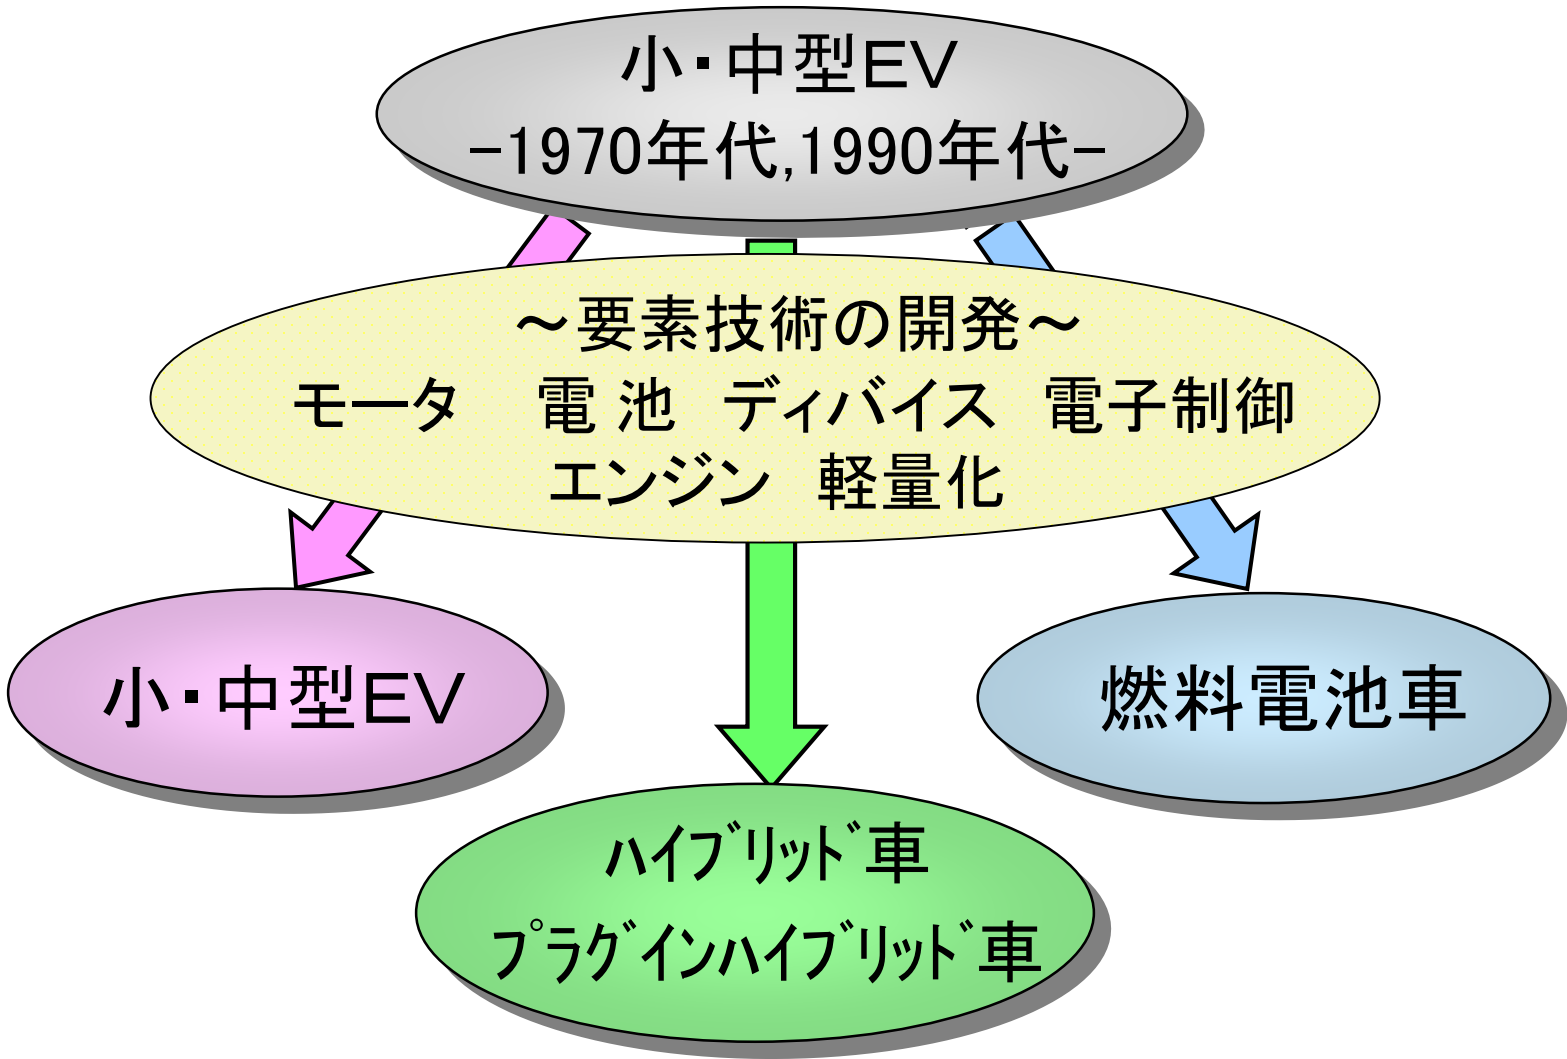 小・中型ＥＶ
－1970年代,1990年代－
～要素技術の開発～
モータ　電 池　ディバイス　電子制御
エンジン　軽量化
小・中型ＥＶ
燃料電池車
ﾊｲﾌﾞﾘｯﾄﾞ車
ﾌﾟﾗｸﾞｲﾝﾊｲﾌﾞﾘｯﾄﾞ車